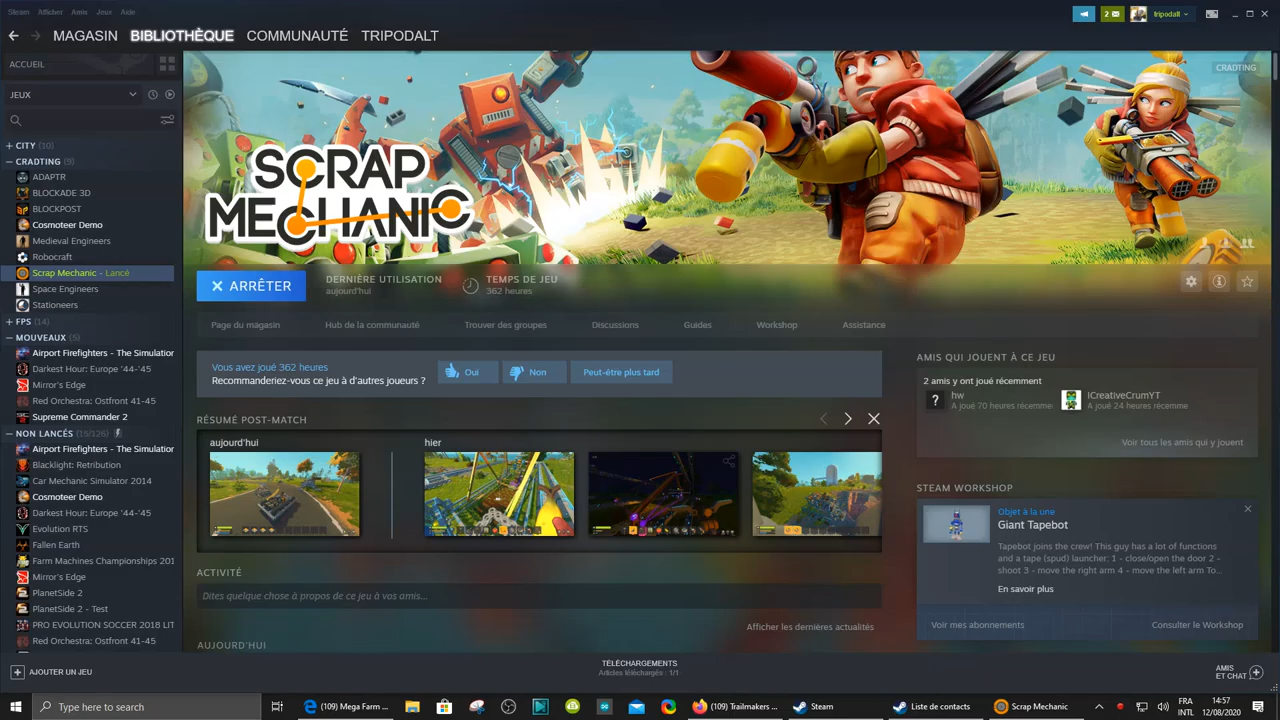 Steam Afficher Amis Jeux Aide
2
tripodalt
MAGASIN BIBLIOTHÈQUE COMMUNAUTÉ TRIPODALT
ACCUEIL
JEUX
CITY (10)
CRADTING (9)
ADAPTR
BLOCKADE 3D
BLOCKPOST
Cosmoteer Demo
Medieval Engineers
Robocraft
Scrap Mechanic - Lancé
Space Engineers
Stationeers
FPS (14)
MOUVEAUX (5)
Airport Firefighters - The Simulation
Darkest Hour: Europe '44-'45
Mirror's Edge
Red Orchestra: Ostfront 41-45
Supreme Commander 2
NON LANCÉS (15/126)
Airport Firefighters - The Simulation
Blacklight: Retribution
Car Mechanic Simulator 2014
Cosmoteer Demo
Darkest Hour: Europe '44-'45
Evolution RTS
Fallen Earth
Farm Machines Championships 201
Mirror's Edge
PlanetSide 2
PlanetSide 2 - Test
PRO EVOLUTION SOCCER 2018 LIT
Red Orchestra: Ostfront 41-45
AJOUTER UN JEU
CRADTING
SCRAP
MECHANIC
ARRÊTER
DERNIÈRE UTILISATION
aujourd'hui
TEMPS DE JEU
362 heures
Page du magasin Hub de la communauté Trouver des groupes Discussions Guides Workshop Assistance
Vous avez joué 362 heures
Recommanderiez-vous ce jeu à d'autres joueurs ?
Oui Non Peut-être plus tard
RÉSUMÉ POST-MATCH
aujourd'hui hier
ACTIVITÉ
Dites quelque chose à propos de ce jeu à vos amis...
Afficher les dernières actualités
AUJOURD'HUI
AMIS QUI JOUENT À CE JEU
2 amis y ont joué récemment
?
hw
A joué 70 heures récemme
ICreativeCrumYT
A joué 24 heures récemme
Voir tous les amis qui y jouent
STEAM WORKSHOP
Objet à la une
Giant Tapebot
Tapebot joins the crew! This guy has a lot of functions
and a tape (spud) launcher: 1 - close/open the door 2 -
shoot 3 - move the right arm 4 - move the left arm To...
En savoir plus
Voir mes abonnements Consulter le Workshop
TÉLÉCHARGEMENTS
Articles téléchargés : 1/1
AMIS
ET CHAT
Type here to search
(109) Mega Farm ...
(109) Trailmakers ...
Steam
Liste de contacts
Scrap Mechanic
FRA
INTL
14:57
12/08/2020